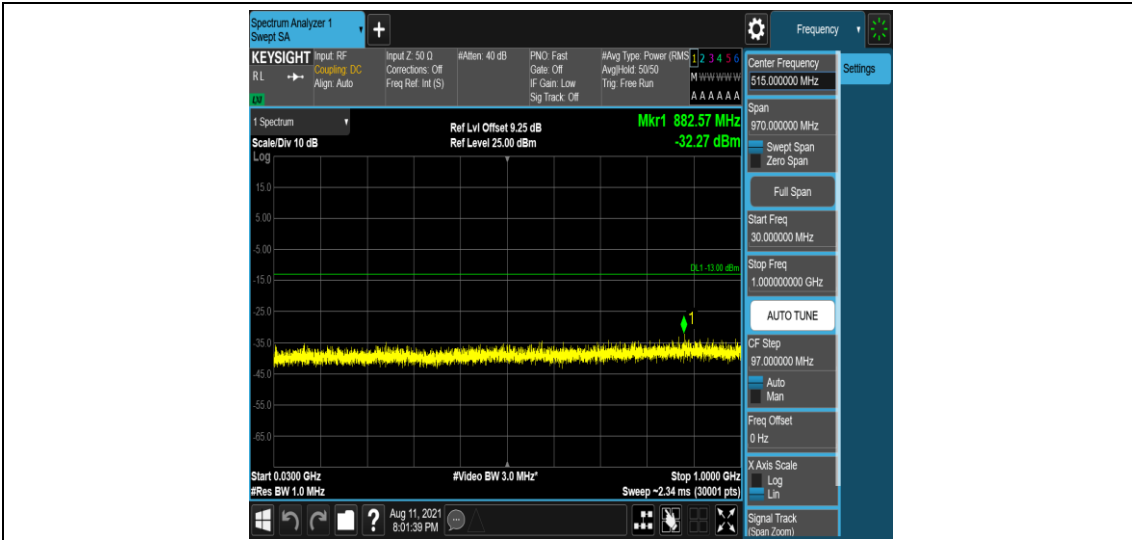 Spectrum Analyzer 1
Swept SA
+
Frequency
KEYSIGHT
RL
LXI
Input: RF
Coupling: DC
Align: Auto
Input Z: 50 Ω
Corrections: Off
Freq Ref: Int (S)
#Atten: 40 dB
PNO: Fast
Gate: Off
IF Gain: Low
Sig Track: Off
#Avg Type: Power (RMS
Avg|Hold: 50/50
Trig: Free Run
1 2 3 4 5 6
M W W W W W
A A A A A A
1 Spectrum
Scale/Div 10 dB
Log
Ref Lvl Offset 9.25 dB
Ref Level 25.00 dBm
Mkr1 882.57 MHz
-32.27 dBm
15.0
5.00
-5.00
DL1 -13.00 dBm
-15.0
-25.0
1
-35.0
-45.0
-55.0
-65.0
Start 0.0300 GHz
#Res BW 1.0 MHz
#Video BW 3.0 MHz*
Stop 1.0000 GHz
Sweep ~2.34 ms (30001 pts)
?
Aug 11, 2021
8:01:39 PM
Center Frequency
515.000000 MHz
Settings
Span
970.000000 MHz
Swept Span
Zero Span
Full Span
Start Freq
30.000000 MHz
Stop Freq
1.000000000 GHz
AUTO TUNE
CF Step
97.000000 MHz
Auto
Man
Freq Offset
0 Hz
X Axis Scale
Log
Lin
Signal Track
(Span Zoom)